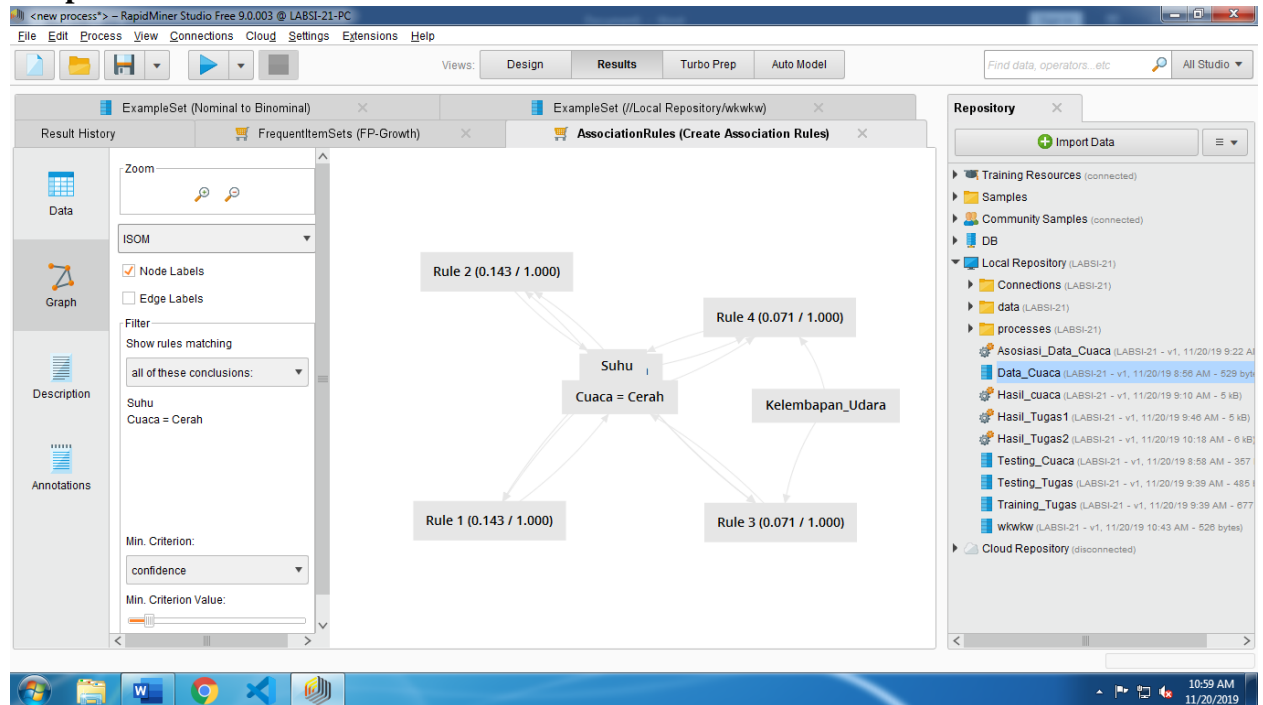 <new process*> – RapidMiner Studio Free 9.0.003 @ LABSI-21-PC
File Edit Process View Connections Cloud Settings Extensions Help
Views: Design Results Turbo Prep Auto Model
Find data, operators...etc
All Studio
ExampleSet (Nominal to Binominal)
ExampleSet (//Local Repository/wkwkw)
Result History
FrequentItemSets (FP-Growth)
AssociationRules (Create Association Rules)
Data
Graph
Description
Annotations
Zoom
ISOM
Node Labels
Edge Labels
Filter
Show rules matching
all of these conclusions:
Suhu
Cuaca = Cerah
Min. Criterion:
confidence
Min. Criterion Value:
Rule 2 (0.143 / 1.000)
Rule 4 (0.071 / 1.000)
Suhu
Cuaca = Cerah
Kelembapan_Udara
Rule 1 (0.143 / 1.000)
Rule 3 (0.071 / 1.000)
Repository
Import Data
Training Resources (connected)
Samples
Community Samples (connected)
DB
Local Repository (LABSI-21)
Connections (LABSI-21)
data (LABSI-21)
processes (LABSI-21)
Asosiasi_Data_Cuaca (LABSI-21 - v1, 11/20/19 9:22 A
Data_Cuaca (LABSI-21 - v1, 11/20/19 8:56 AM - 529 byt
Hasil_cuaca (LABSI-21 - v1, 11/20/19 9:10 AM - 5 kB)
Hasil_Tugas1 (LABSI-21 - v1, 11/20/19 9:46 AM - 5 kB)
Hasil_Tugas2 (LABSI-21 - v1, 11/20/19 10:18 AM - 6 kB
Testing_Cuaca (LABSI-21 - v1, 11/20/19 8:58 AM - 357
Testing_Tugas (LABSI-21 - v1, 11/20/19 9:39 AM - 485
Training_Tugas (LABSI-21 - v1, 11/20/19 9:39 AM - 677
wkwkw (LABSI-21 - v1, 11/20/19 10:43 AM - 526 bytes)
Cloud Repository (disconnected)
10:59 AM
11/20/2019